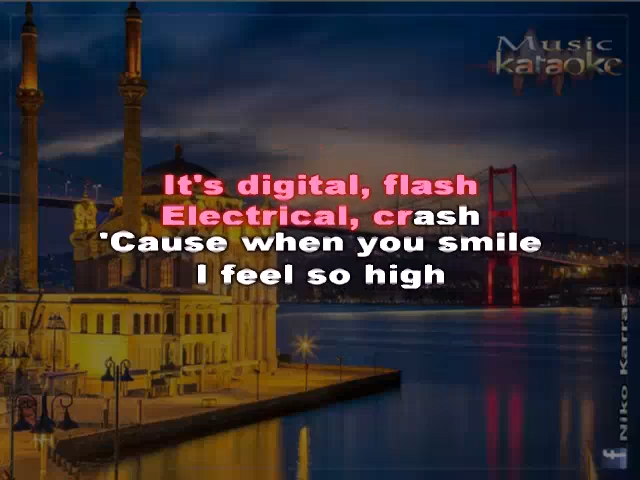 Music
karaoke
It's digital, flash
Electrical, crash
'Cause when you smile
I feel so high
Niko Karras
f